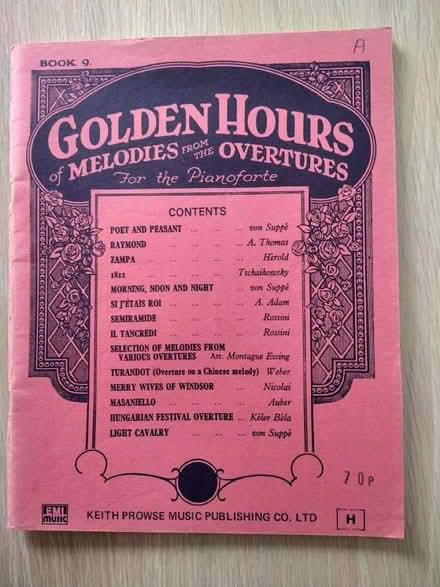 A
BOOK 9.
GOLDEN HOURS
of MELODIES FROM THE OVERTURES
For the Pianoforte
CONTENTS
POET AND PEASANT ... ... ... von Suppé
RAYMOND ... ... ... ... A. Thomas
ZAMPA ... ... ... ... Herold
1812 ... ... ... ... Tschaikowsky
MORNING, NOON AND NIGHT ... von Suppé
SI J'ÉTAIS ROI ... ... ... ... A. Adam
SEMIRAMIDE ... ... ... ... Rossini
IL TANCREDI ... ... ... ... Rossini
SELECTION OF MELODIES FROM
VARIOUS OVERTURES Arr. Montague Ewing
TURANDOT (Overture on a Chinese melody) Weber
MERRY WIVES OF WINDSOR ... Nicolai
MASANIELLO ... ... ... Auber
HUNGARIAN FESTIVAL OVERTURE ... Kéler Béla
LIGHT CAVALRY ... ... ... von Suppé
70P
EMI
MUSIC
KEITH PROWSE MUSIC PUBLISHING CO. LTD
H